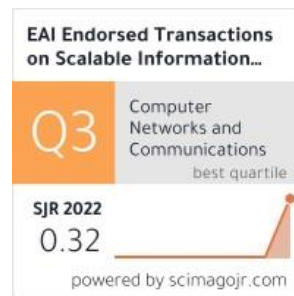 EAI Endorsed Transactions
on Scalable Information...
Q3
Computer
Networks and
Communications
best quartile
SJR 2022
0.32
powered by scimagojr.com